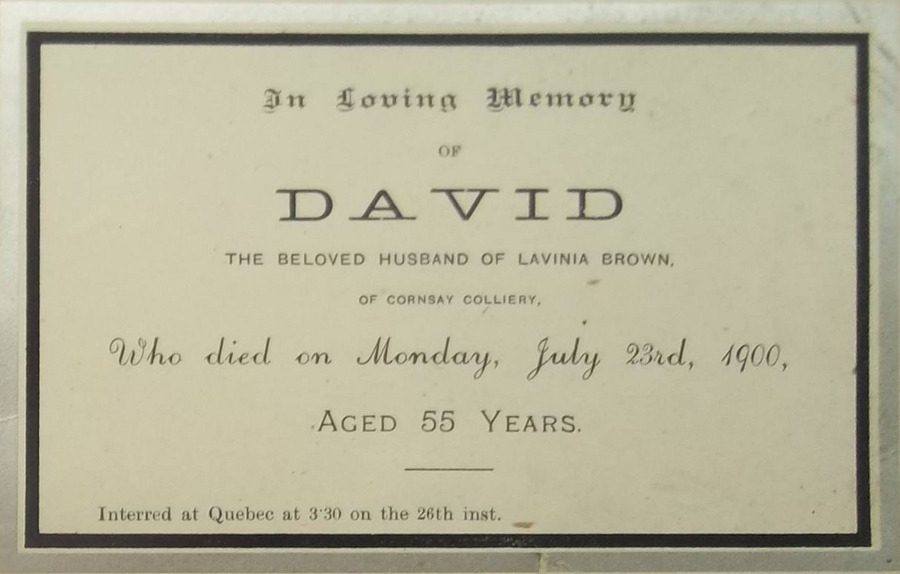 In Loving Memory
OF
DAVID
THE BELOVED HUSBAND OF LAVINIA BROWN,
OF CORNSAY COLLIERY,
Who died on Monday, July 23rd, 1900,
AGED 55 YEARS.
Interred at Quebec at 3·30 on the 26th inst.